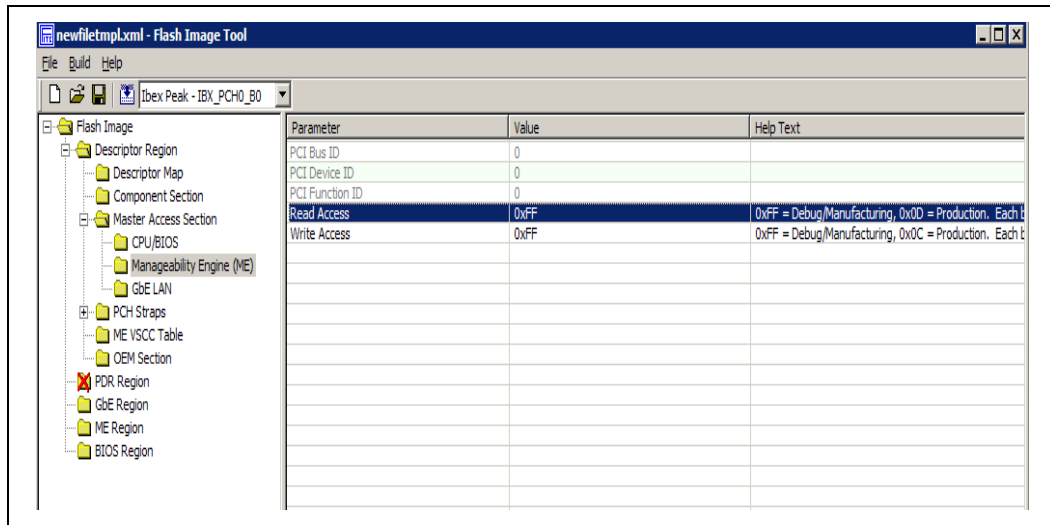 newfiletmpl.xml - Flash Image Tool
File Build Help
Ibex Peak - IBX_PCH0_B0
Flash Image
Descriptor Region
Descriptor Map
Component Section
Master Access Section
CPU/BIOS
Manageability Engine (ME)
GbE LAN
PCH Straps
ME VSCC Table
OEM Section
PDR Region
GbE Region
ME Region
BIOS Region
Parameter Value Help Text
PCI Bus ID 0
PCI Device ID 0
PCI Function ID 0
Read Access 0xFF 0xFF = Debug/Manufacturing, 0x0D = Production. Each b
Write Access 0xFF 0xFF = Debug/Manufacturing, 0x0C = Production. Each b